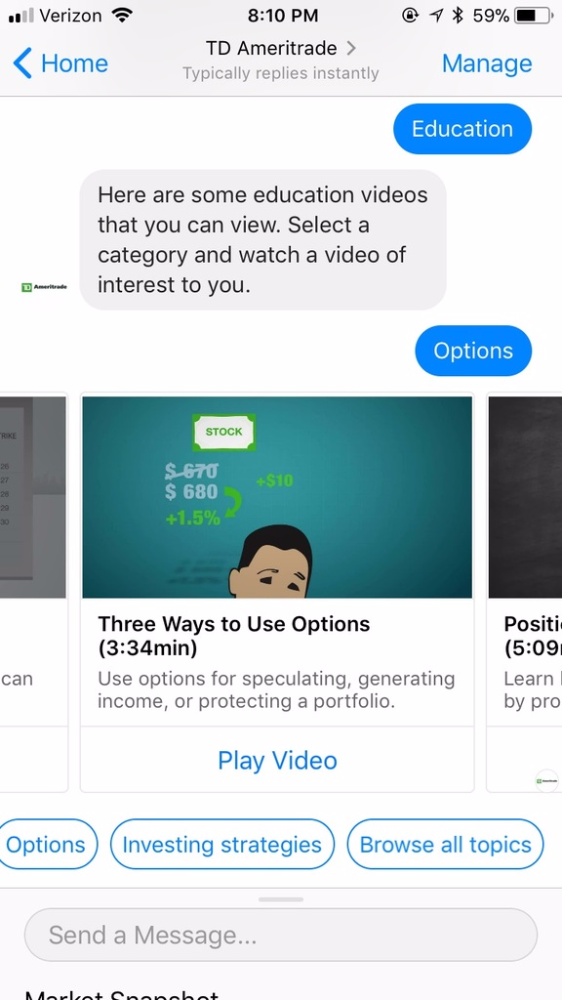 Verizon 8:10 PM 59%
Home
TD Ameritrade
Typically replies instantly
Manage
Education
Here are some education videos
that you can view. Select a
category and watch a video of
interest to you.
TD Ameritrade
Options
RIKE
26
27
28
29
30
STOCK
$ 670
$ 680
+$10
+1.5%
can
Three Ways to Use Options
(3:34min)
Use options for speculating, generating
income, or protecting a portfolio.
Play Video
Positi
(5:09
Learn
by pro
TD Ameritrade
Options
Investing strategies
Browse all topics
Send a Message...
Market Snapshot